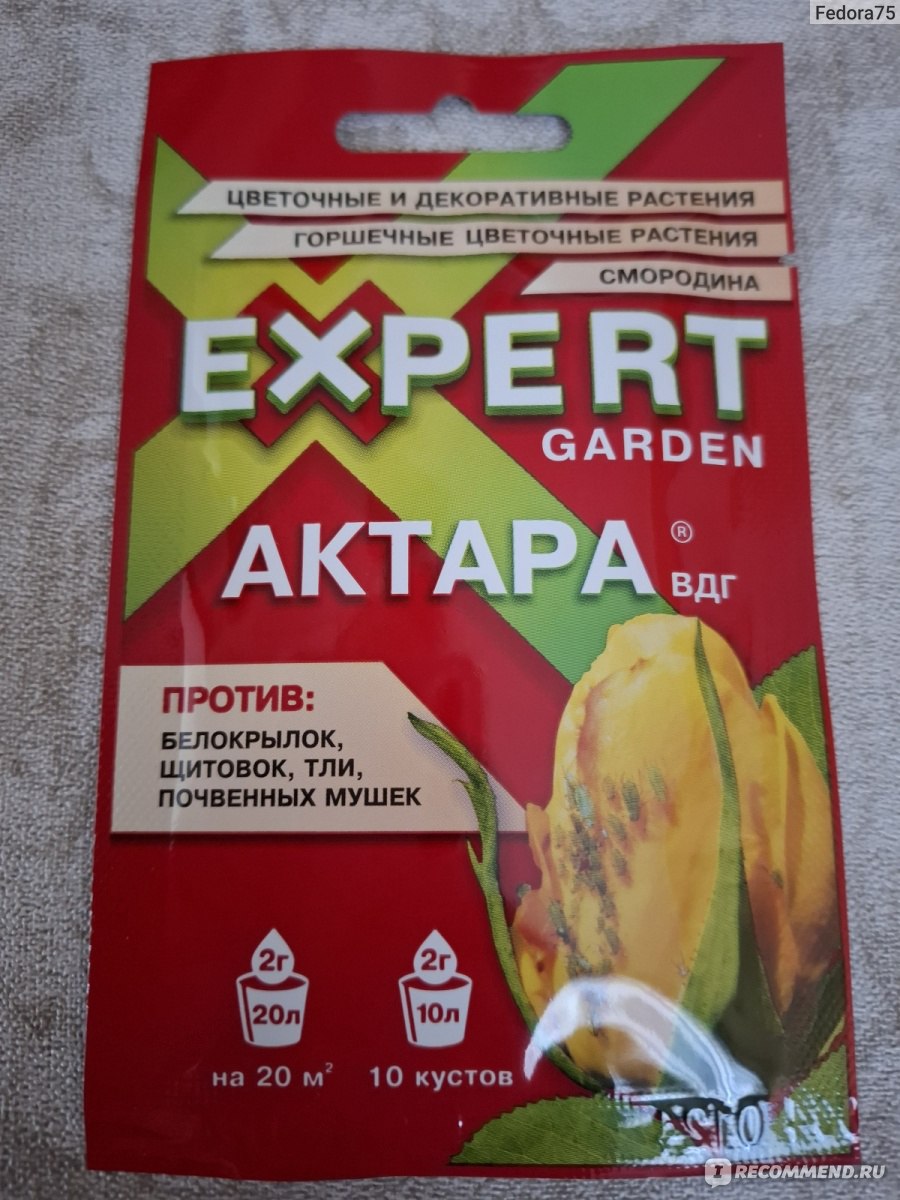 Fedora75
ЦВЕТОЧНЫЕ И ДЕКОРАТИВНЫЕ РАСТЕНИЯ
ГОРШЕЧНЫЕ ЦВЕТОЧНЫЕ РАСТЕНИЯ
СМОРОДИНА
EXPERT
GARDEN
АКТАРА®
ВДГ
ПРОТИВ:
БЕЛОКРЫЛОК,
ЩИТОВОК, ТЛИ,
ПОЧВЕННЫХ МУШЕК
2г 2г
20л 10л
на 20 м² 10 кустов
IRECOMMEND.RU